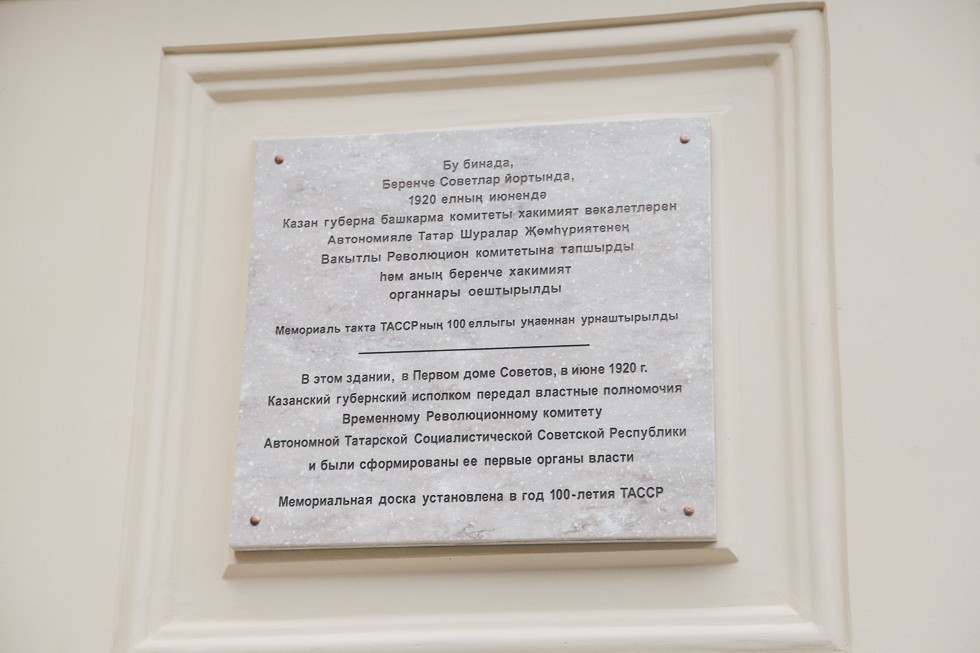 Бу бинада,
Беренче Советлар йортында,
1920 елның июнендә
Казан губерна башкарма комитеты хакимият вәкаләтләрен
Автономияле Татар Шуралар Җөмһүриятенең
Вакытлы Революцион комитетына тапшырды
һәм аның беренче хакимият
органнары оештырылды
Мемориаль такта ТАССРның 100 еллыгы уңаеннан урнаштырылды
В этом здании, в Первом доме Советов, в июне 1920 г.
Казанский губернский исполком передал властные полномочия
Временному Революционному комитету
Автономной Татарской Социалистической Советской Республики
и были сформированы ее первые органы власти
Мемориальная доска установлена в год 100-летия ТАССР